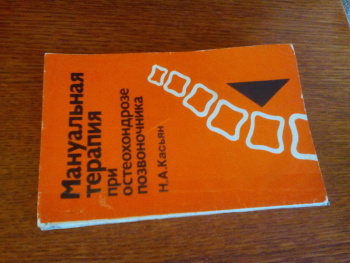 Мануальная
терапия
при
остеохондрозе
позвоночника
Н.А.Касьян